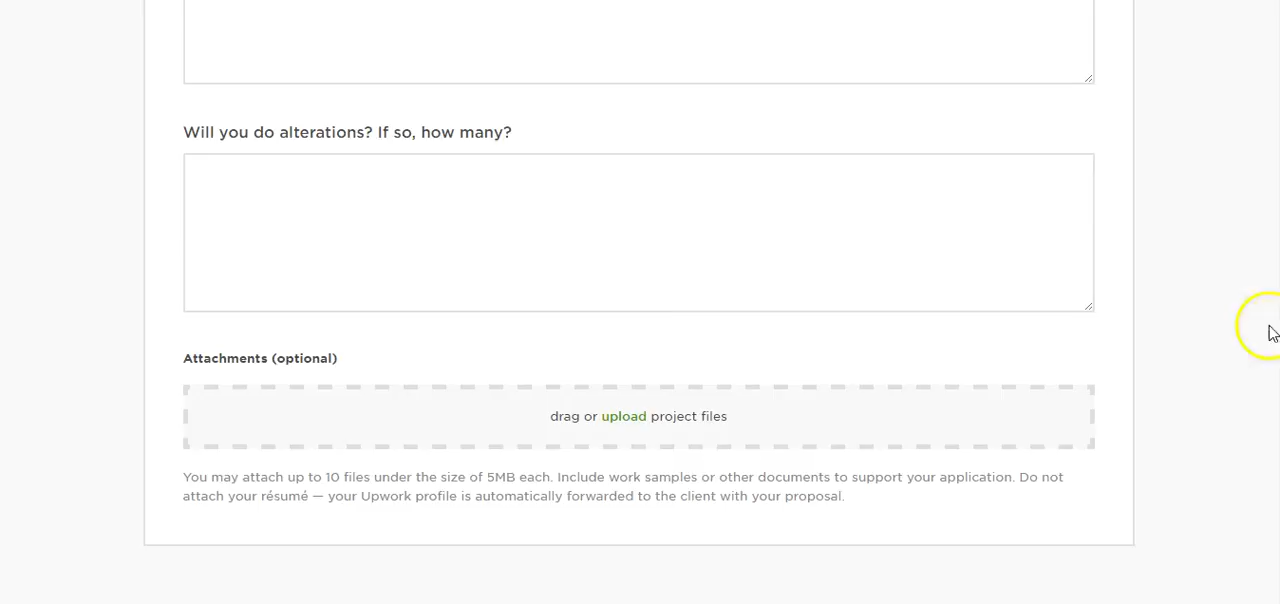 Will you do alterations? If so, how many?
Attachments (optional)
drag or upload project files
You may attach up to 10 files under the size of 5MB each. Include work samples or other documents to support your application. Do not
attach your résumé — your Upwork profile is automatically forwarded to the client with your proposal.